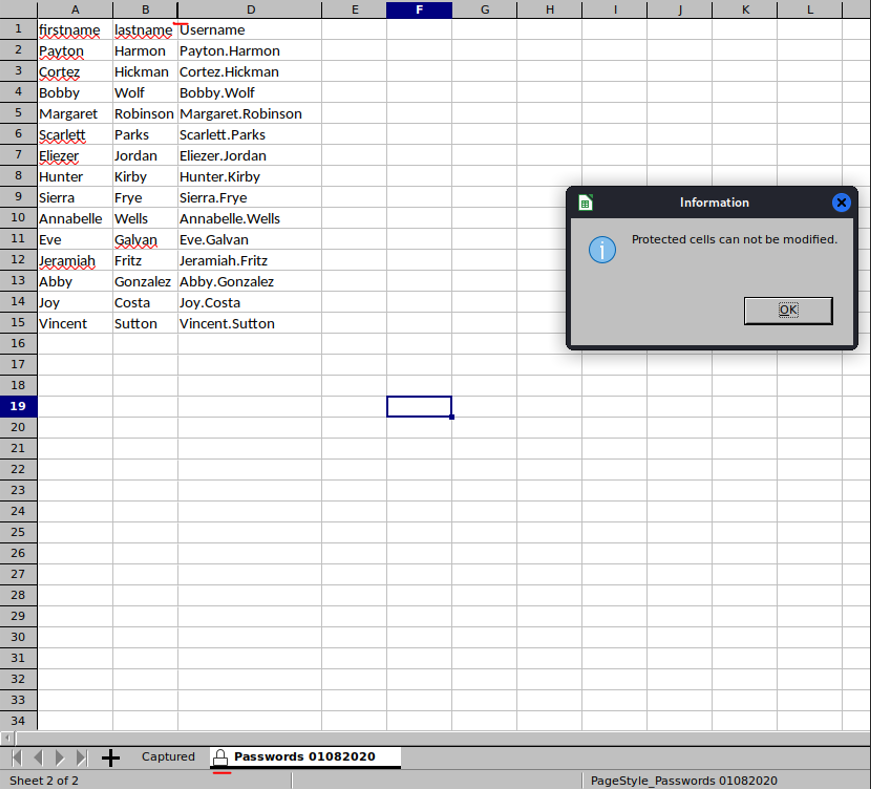 A B D E F G H I J K L
1 firstname lastname Username
2 Payton Harmon Payton.Harmon
3 Cortez Hickman Cortez.Hickman
4 Bobby Wolf Bobby.Wolf
5 Margaret Robinson Margaret.Robinson
6 Scarlett Parks Scarlett.Parks
7 Eliezer Jordan Eliezer.Jordan
8 Hunter Kirby Hunter.Kirby
9 Sierra Frye Sierra.Frye
10 Annabelle Wells Annabelle.Wells
11 Eve Galvan Eve.Galvan
12 Jeramiah Fritz Jeramiah.Fritz
13 Abby Gonzalez Abby.Gonzalez
14 Joy Costa Joy.Costa
15 Vincent Sutton Vincent.Sutton
16
17
18
19
20
21
22
23
24
25
26
27
28
29
30
31
32
33
34
Information
Protected cells can not be modified.
OK
Captured Passwords 01082020
Sheet 2 of 2 PageStyle_Passwords 01082020